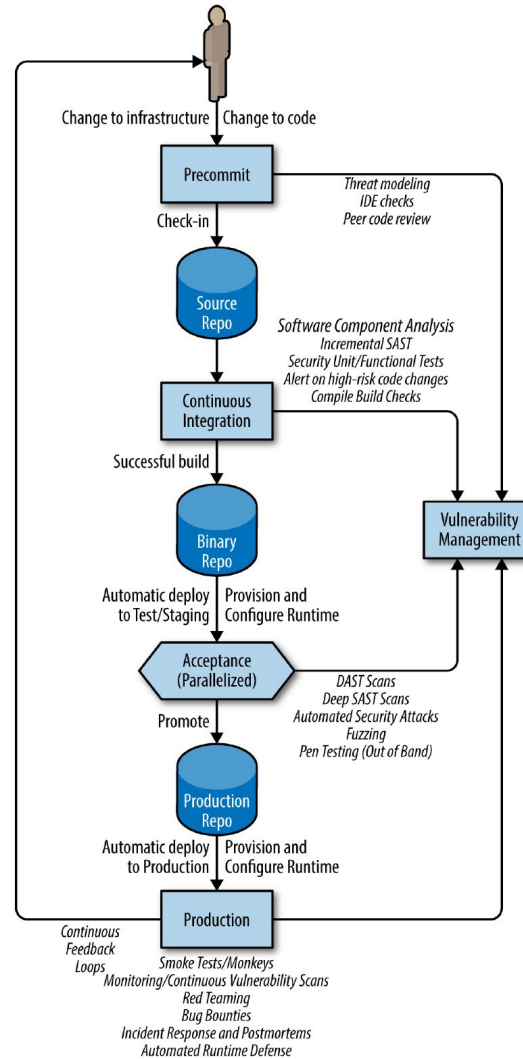 Change to infrastructure
Change to code
Precommit
Threat modeling
IDE checks
Peer code review
Check-in
Source
Repo
Software Component Analysis
Incremental SAST
Security Unit/Functional Tests
Alert on high-risk code changes
Compile Build Checks
Continuous
Integration
Successful build
Vulnerability
Management
Binary
Repo
Automatic deploy
to Test/Staging
Provision and
Configure Runtime
Acceptance
(Parallelized)
DAST Scans
Deep SAST Scans
Automated Security Attacks
Fuzzing
Pen Testing (Out of Band)
Promote
Production
Repo
Automatic deploy
to Production
Provision and
Configure Runtime
Production
Continuous
Feedback
Loops
Smoke Tests/Monkeys
Monitoring/Continuous Vulnerability Scans
Red Teaming
Bug Bounties
Incident Response and Postmortems
Automated Runtime Defense